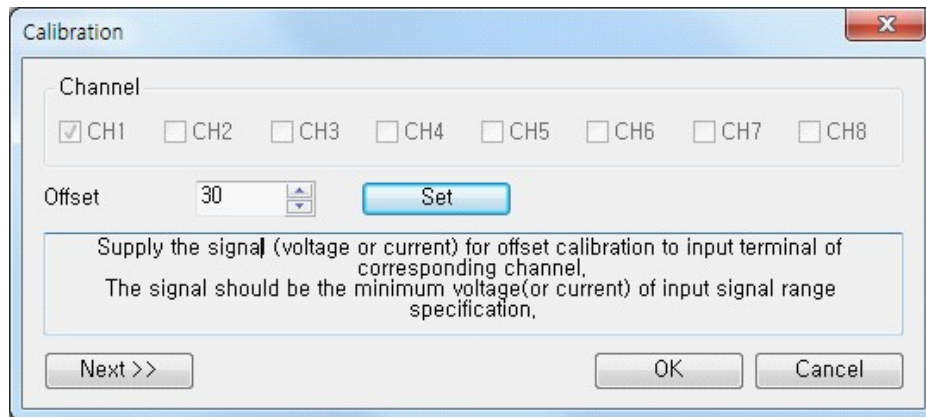 Calibration
Channel
CH1 CH2 CH3 CH4 CH5 CH6 CH7 CH8
Offset 30 Set
Supply the signal (voltage or current) for offset calibration to input terminal of
corresponding channel,
The signal should be the minimum voltage(or current) of input signal range
specification,
Next >> OK Cancel